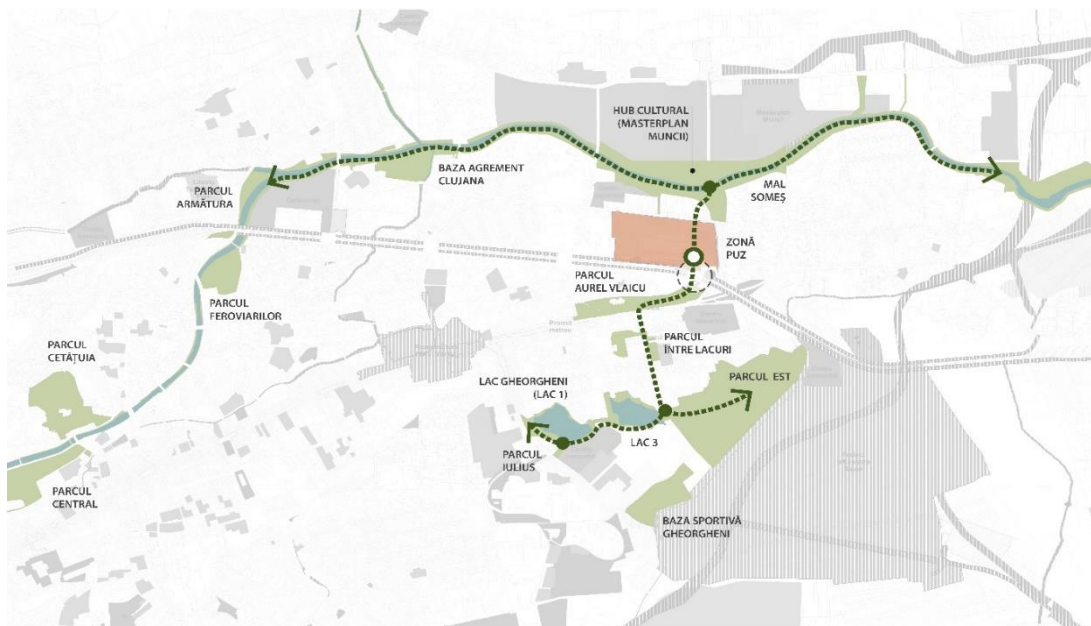 HUB CULTURAL
(MASTERPLAN
MUNCII)
BAZA AGREMENT
CLUJANA
PARCUL
ARMĂTURA
MAL
SOMEȘ
ZONĂ
PUZ
PARCUL
AUREL VLAICU
PARCUL
FEROVIARILOR
PARCUL
CETĂȚUIA
PARCUL
ÎNTRE LACURI
PARCUL EST
LAC GHEORGHENI
(LAC 1)
LAC 3
PARCUL
IULIUS
PARCUL
CENTRAL
BAZA SPORTIVĂ
GHEORGHENI